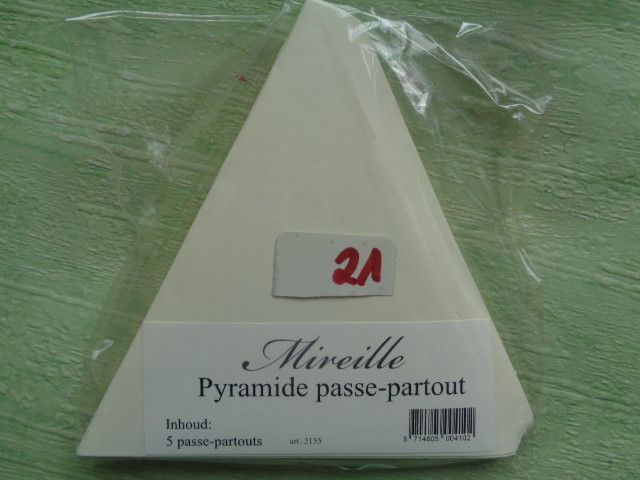 21
Mireille
Pyramide passe-partout
Inhoud:
5 passe-partouts art. 2155
8 714805 004102